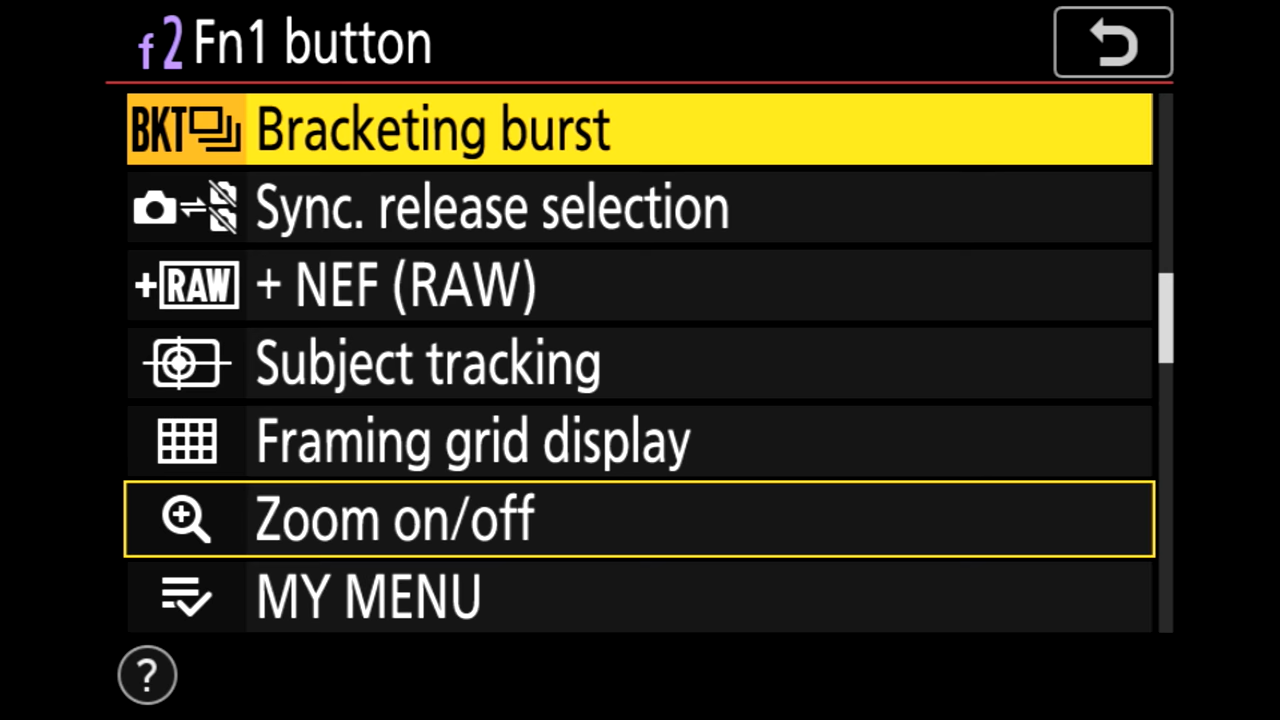 f2 Fn1 button
BKT Bracketing burst
Sync. release selection
+RAW + NEF (RAW)
Subject tracking
Framing grid display
Zoom on/off
MY MENU
?